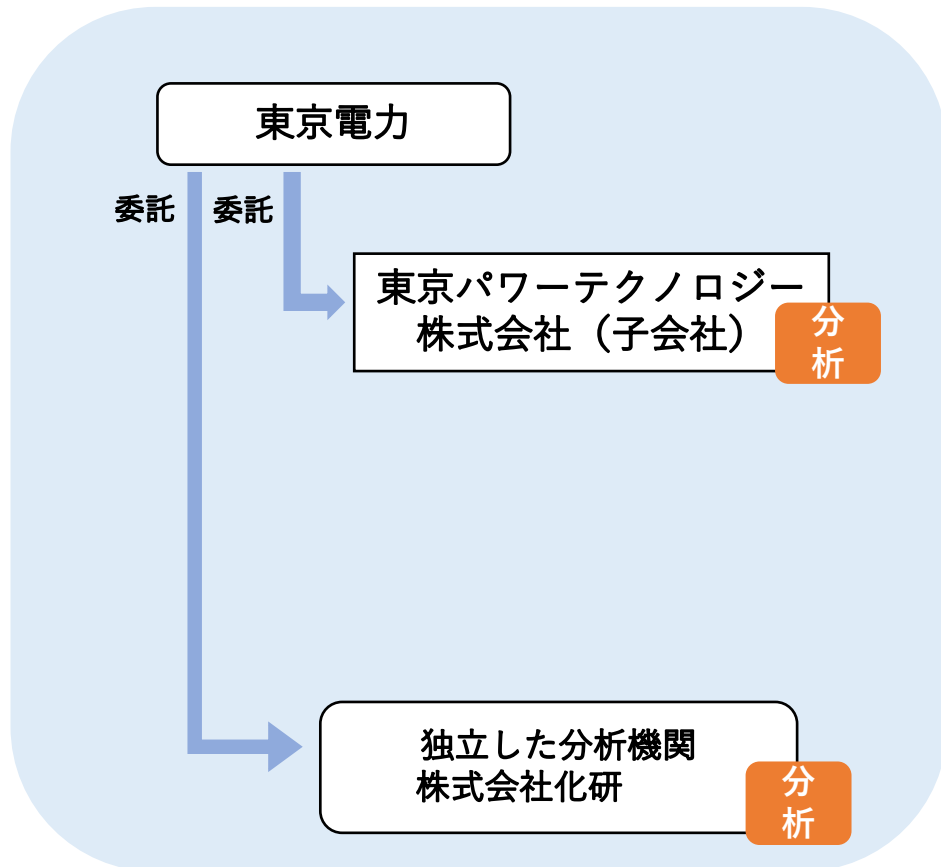 東京電力
委託
委託
東京パワーテクノロジー
株式会社（子会社）
分
析
独立した分析機関
株式会社化研
分
析